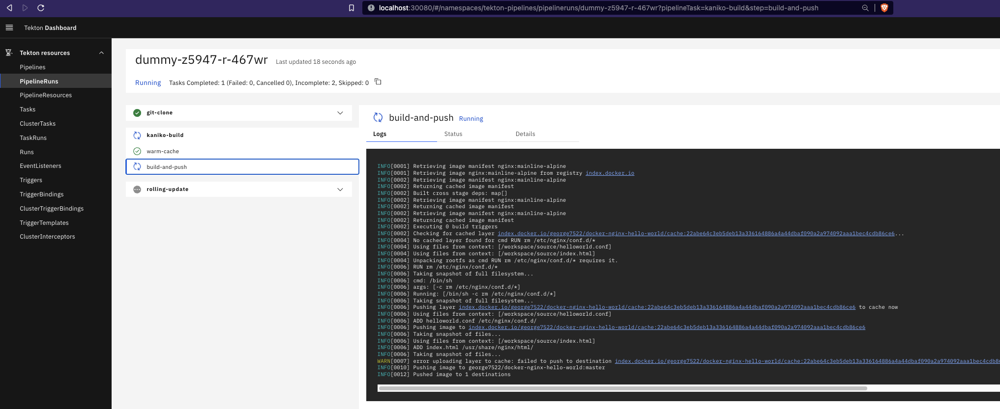 localhost:30080/#/namespaces/tekton-pipelines/pipelineruns/dummy-z5947-r-467wr?pipelineTask=kaniko-build&step=build-and-push
Tekton Dashboard
Tekton resources
Pipelines
PipelineRuns
PipelineResources
Tasks
ClusterTasks
TaskRuns
Runs
EventListeners
Triggers
TriggerBindings
ClusterTriggerBindings
TriggerTemplates
ClusterInterceptors
dummy-z5947-r-467wr Last updated 18 seconds ago
Running Tasks Completed: 1 (Failed: 0, Cancelled 0), Incomplete: 2, Skipped: 0
git-clone
kaniko-build
warm-cache
build-and-push
rolling-update
build-and-push Running
Logs Status Details
INFO[0001] Retrieving image manifest nginx:mainline-alpine
INFO[0001] Retrieving image nginx:mainline-alpine from registry index.docker.io
INFO[0002] Retrieving image manifest nginx:mainline-alpine
INFO[0002] Returning cached image manifest
INFO[0002] Built cross stage deps: map[]
INFO[0002] Retrieving image manifest nginx:mainline-alpine
INFO[0002] Returning cached image manifest
INFO[0002] Retrieving image manifest nginx:mainline-alpine
INFO[0002] Returning cached image manifest
INFO[0002] Executing 0 build triggers
INFO[0002] Checking for cached layer index.docker.io/george7522/docker-nginx-hello-world/cache:22abe64c3eb5deb13a336164886a4a44dbaf090a2a974092aaa1bec4cdb86ce6...
INFO[0004] No cached layer found for cmd RUN rm /etc/nginx/conf.d/*
INFO[0004] Using files from context: [/workspace/source/helloworld.conf]
INFO[0004] Using files from context: [/workspace/source/index.html]
INFO[0004] Unpacking rootfs as cmd RUN rm /etc/nginx/conf.d/* requires it.
INFO[0006] RUN rm /etc/nginx/conf.d/*
INFO[0006] Taking snapshot of full filesystem...
INFO[0006] cmd: /bin/sh
INFO[0006] args: [-c rm /etc/nginx/conf.d/*]
INFO[0006] Running: [/bin/sh -c rm /etc/nginx/conf.d/*]
INFO[0006] Taking snapshot of full filesystem...
INFO[0006] Pushing layer index.docker.io/george7522/docker-nginx-hello-world/cache:22abe64c3eb5deb13a336164886a4a44dbaf090a2a974092aaa1bec4cdb86ce6 to cache now
INFO[0006] Using files from context: [/workspace/source/helloworld.conf]
INFO[0006] ADD helloworld.conf /etc/nginx/conf.d/
INFO[0006] Pushing image to index.docker.io/george7522/docker-nginx-hello-world/cache:22abe64c3eb5deb13a336164886a4a44dbaf090a2a974092aaa1bec4cdb86ce6
INFO[0006] Taking snapshot of files...
INFO[0006] Using files from context: [/workspace/source/index.html]
INFO[0006] ADD index.html /usr/share/nginx/html/
INFO[0006] Taking snapshot of files...
WARN[0007] error uploading layer to cache: failed to push to destination index.docker.io/george7522/docker-nginx-hello-world/cache:22abe64c3eb5deb13a336164886a4a44dbaf090a2a974092aaa1bec4cdb8
INFO[0010] Pushing image to george7522/docker-nginx-hello-world:master
INFO[0012] Pushed image to 1 destinations